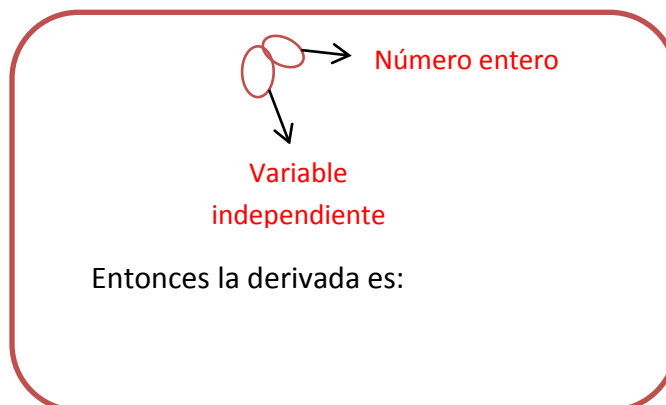 Número entero
Variable
independiente
Entonces la derivada es: